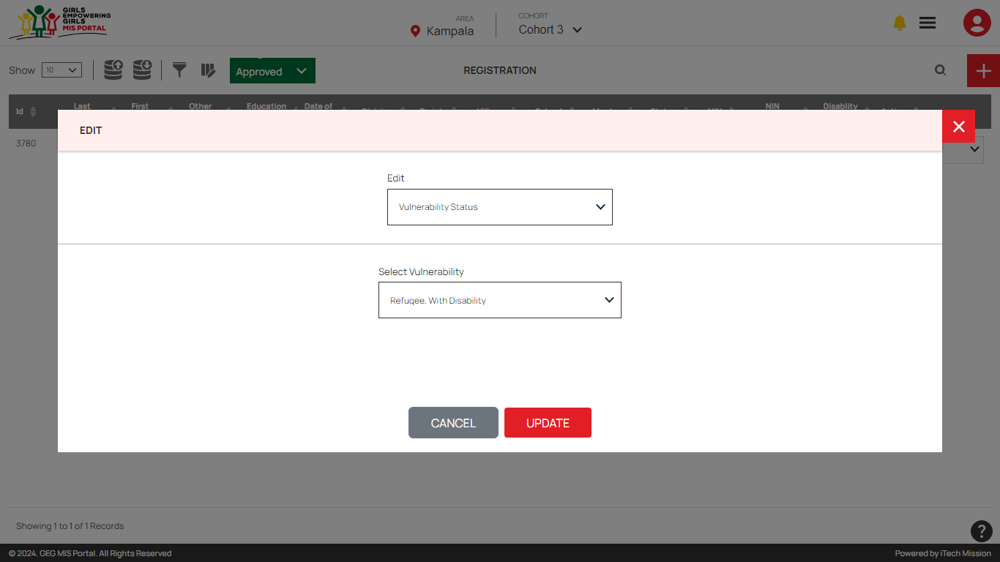 GIRLS
EMPOWERING
GIRLS
MIS PORTAL
AREA
Kampala
COHORT
Cohort 3
Show
10
Approved
REGISTRATION
Id
Last
First
Other
Education
Date of
NIN
Disablity
3780
EDIT
Edit
Vulnerability Status
Select Vulnerability
Refugee, With Disability
CANCEL
UPDATE
Showing 1 to 1 of 1 Records
?
© 2024. GEG MIS Portal. All Rights Reserved
Powered by iTech Mission